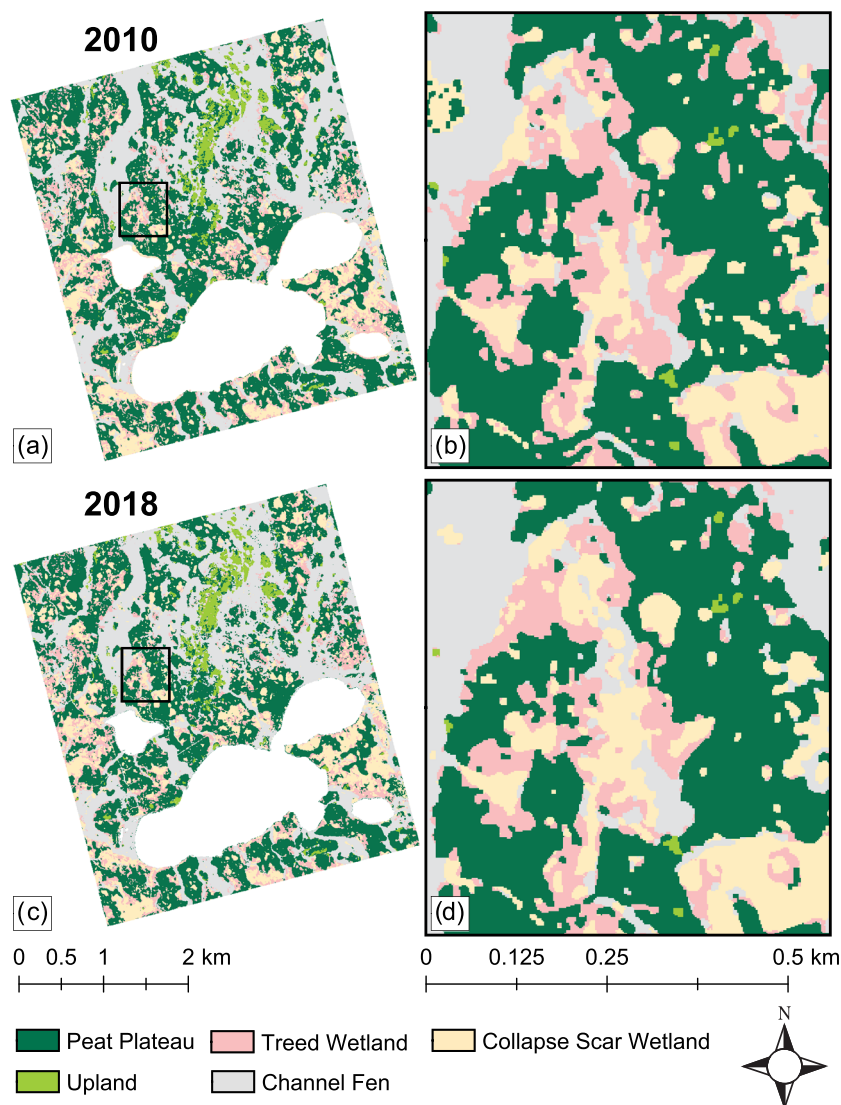 2010
(a)
(b)
2018
(c)
(d)
0 0.5 1 2 km
0 0.125 0.25 0.5 km
Peat Plateau
Treed Wetland
Collapse Scar Wetland
Upland
Channel Fen
N